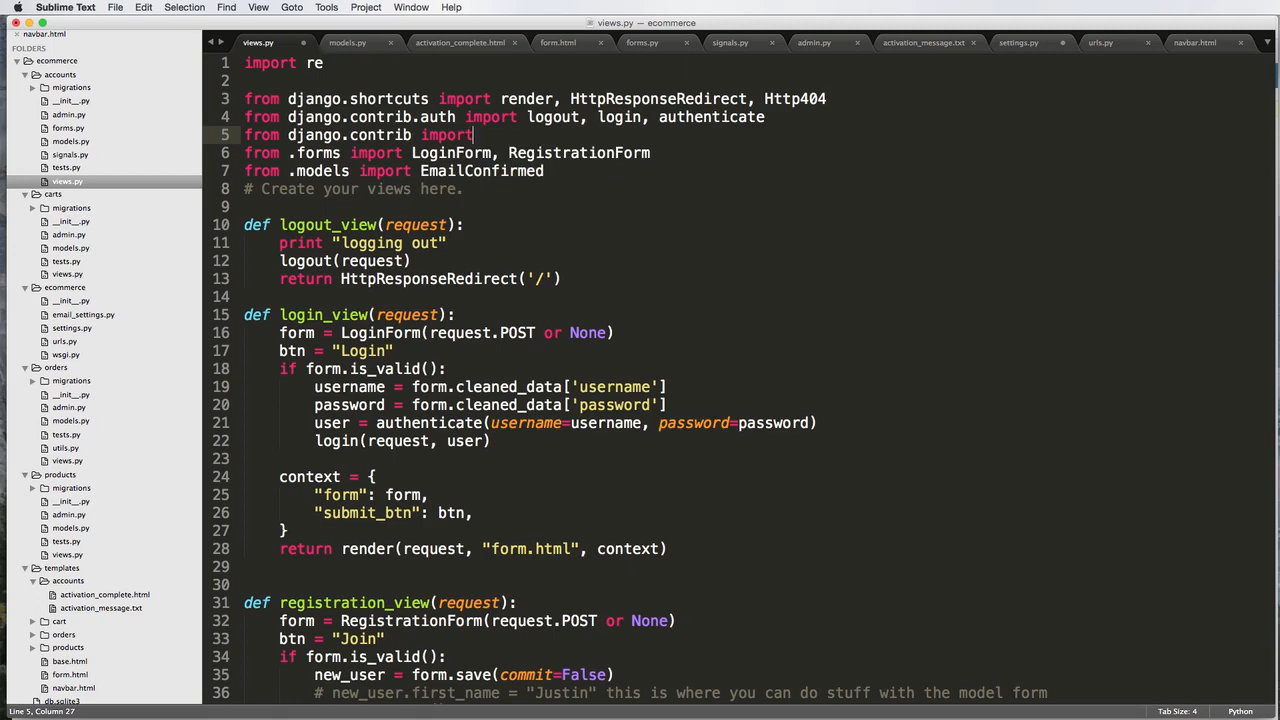 Sublime Text File Edit Selection Find View Goto Tools Project Window Help
views.py — ecommerce
navbar.html
views.py models.py activation_complete.html form.html forms.py signals.py admin.py activation_message.txt settings.py urls.py navbar.html
FOLDERS
ecommerce
accounts
migrations
__init__.py
admin.py
forms.py
models.py
signals.py
tests.py
views.py
carts
migrations
__init__.py
admin.py
models.py
tests.py
views.py
ecommerce
__init__.py
email_settings.py
settings.py
urls.py
wsgi.py
orders
migrations
__init__.py
admin.py
models.py
tests.py
utils.py
views.py
products
migrations
__init__.py
admin.py
models.py
tests.py
views.py
templates
accounts
activation_complete.html
activation_message.txt
cart
orders
products
base.html
form.html
navbar.html
db.sqlite3
1 import re
2
3 from django.shortcuts import render, HttpResponseRedirect, Http404
4 from django.contrib.auth import logout, login, authenticate
5 from django.contrib import
6 from .forms import LoginForm, RegistrationForm
7 from .models import EmailConfirmed
8 # Create your views here.
9
10 def logout_view(request):
11 print "logging out"
12 logout(request)
13 return HttpResponseRedirect('/')
14
15 def login_view(request):
16 form = LoginForm(request.POST or None)
17 btn = "Login"
18 if form.is_valid():
19 username = form.cleaned_data['username']
20 password = form.cleaned_data['password']
21 user = authenticate(username=username, password=password)
22 login(request, user)
23
24 context = {
25 "form": form,
26 "submit_btn": btn,
27 }
28 return render(request, "form.html", context)
29
30
31 def registration_view(request):
32 form = RegistrationForm(request.POST or None)
33 btn = "Join"
34 if form.is_valid():
35 new_user = form.save(commit=False)
36 # new_user.first_name = "Justin" this is where you can do stuff with the model form
Line 5, Column 27 Tab Size: 4 Python